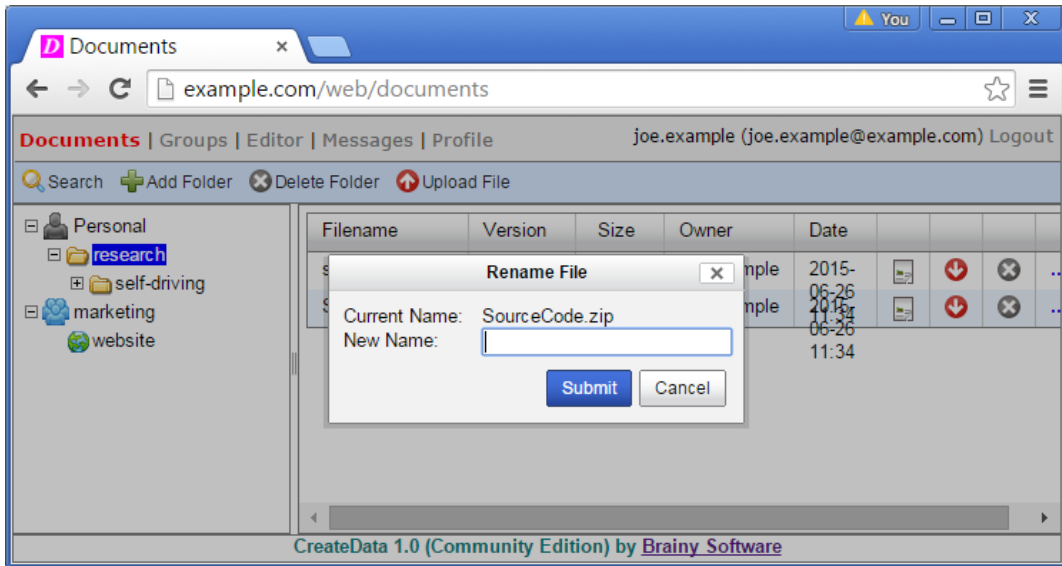 You
D Documents
example.com/web/documents
Documents | Groups | Editor | Messages | Profile joe.example (joe.example@example.com) Logout
Search Add Folder Delete Folder Upload File
Personal
research
self-driving
marketing
website
Filename Version Size Owner Date
2015-06-26 11:34
2015-06-26 11:34
Rename File
Current Name: SourceCode.zip
New Name:
Submit Cancel
CreateData 1.0 (Community Edition) by Brainy Software